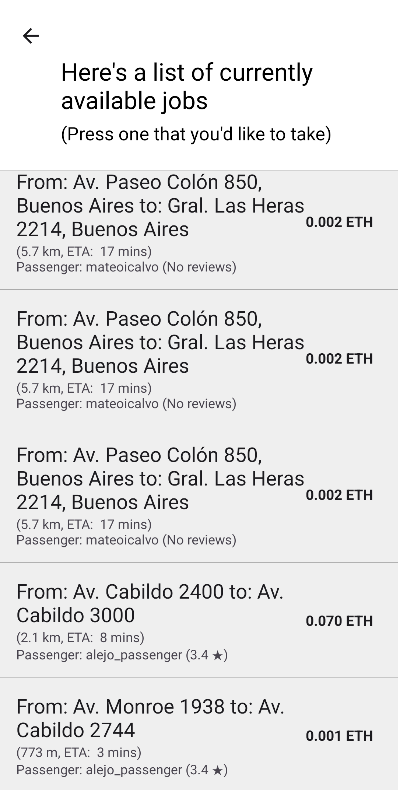 Here's a list of currently
available jobs
(Press one that you'd like to take)
From: Av. Paseo Colón 850,
Buenos Aires to: Gral. Las Heras
2214, Buenos Aires
0.002 ETH
(5.7 km, ETA:  17 mins)
Passenger: mateoicalvo (No reviews)
From: Av. Paseo Colón 850,
Buenos Aires to: Gral. Las Heras
2214, Buenos Aires
0.002 ETH
(5.7 km, ETA:  17 mins)
Passenger: mateoicalvo (No reviews)
From: Av. Paseo Colón 850,
Buenos Aires to: Gral. Las Heras
2214, Buenos Aires
0.002 ETH
(5.7 km, ETA:  17 mins)
Passenger: mateoicalvo (No reviews)
From: Av. Cabildo 2400 to: Av.
Cabildo 3000
0.070 ETH
(2.1 km, ETA:  8 mins)
Passenger: alejo_passenger (3.4 ★)
From: Av. Monroe 1938 to: Av.
Cabildo 2744
0.001 ETH
(773 m, ETA:  3 mins)
Passenger: alejo_passenger (3.4 ★)